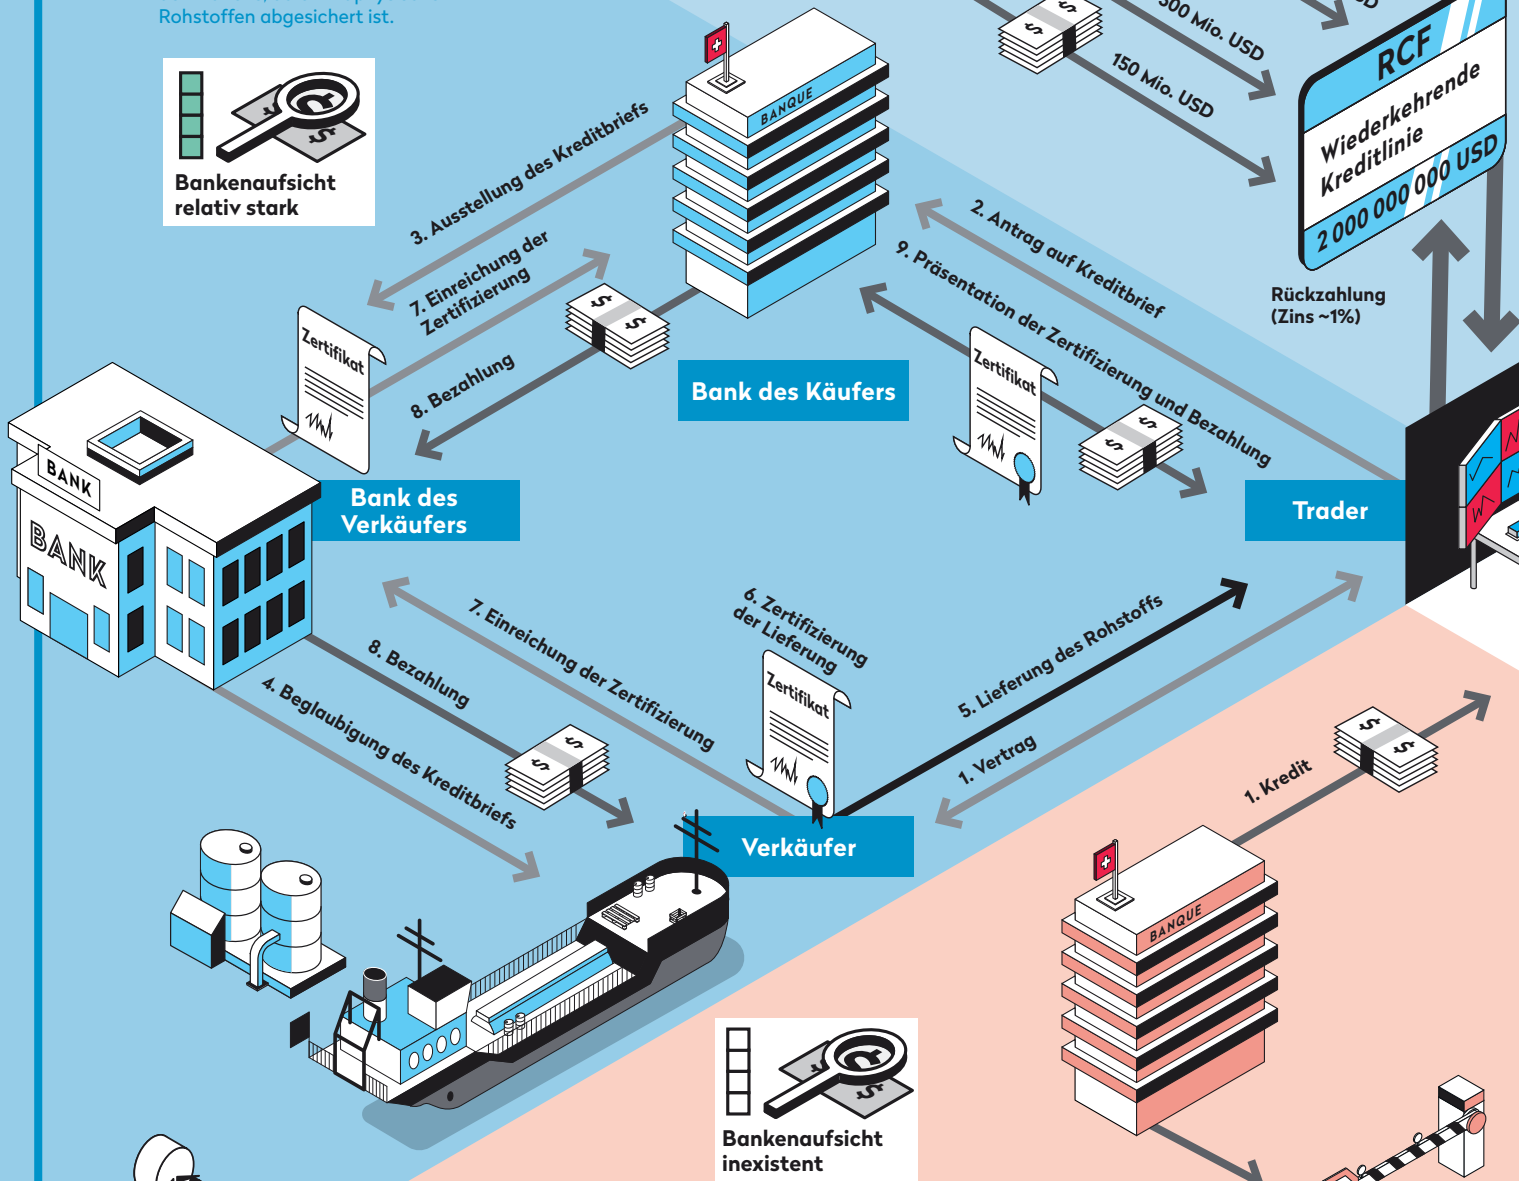 Rohstoffen abgesichert ist.
Bankenaufsicht
relativ stark
BANQUE
300 Mio. USD
150 Mio. USD
RCF
Wiederkehrende
Kreditlinie
2 000 000 000 USD
Rückzahlung
(Zins ~1%)
3. Ausstellung des Kreditbriefs
7. Einreichung der
Zertifizierung
8. Bezahlung
Zertifikat
2. Antrag auf Kreditbrief
9. Präsentation der Zertifizierung und Bezahlung
Zertifikat
Bank des Käufers
BANK
BANK
Bank des
Verkäufers
Trader
7. Einreichung der Zertifizierung
8. Bezahlung
4. Beglaubigung des Kreditbriefs
6. Zertifizierung
der Lieferung
Zertifikat
5. Lieferung des Rohstoffs
1. Vertrag
Verkäufer
1. Kredit
BANQUE
Bankenaufsicht
inexistent